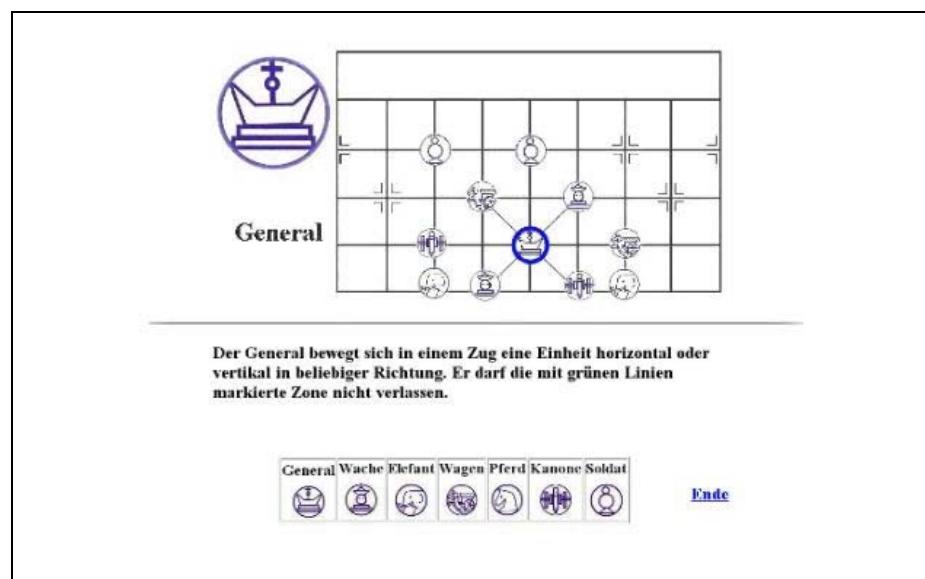 General
Der General bewegt sich in einem Zug eine Einheit horizontal oder
vertikal in beliebiger Richtung. Er darf die mit grünen Linien
markierte Zone nicht verlassen.
General Wache Elefant Wagen Pferd Kanone Soldat
Ende